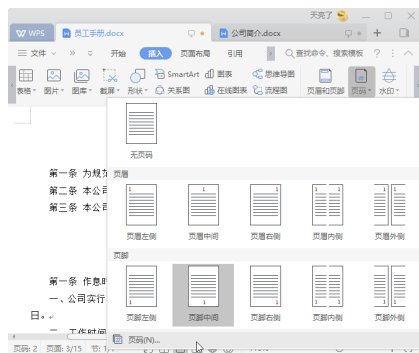 天亮了
WPS 员工手册.docx 公司简介.docx
文件 开始 插入 页面布局 引用 查找命令、搜索模板
SmartArt 图表 思维导图
表格 图片 图库 截屏 形状 关系图 在线图表 流程图 页眉和页脚 页码 水印
无页码
第一条 为规范
第二条 本公司
第三条 本公司
页眉
页眉左侧 页眉中间 页眉右侧 页眉内侧 页眉外侧
页脚
第一条 作息时
一、公司实行
日。
页脚左侧 页脚中间 页脚右侧 页脚内侧 页脚外侧
二、工作时间
页码(N)...
页码: 2 页面: 3/15 节: 1/